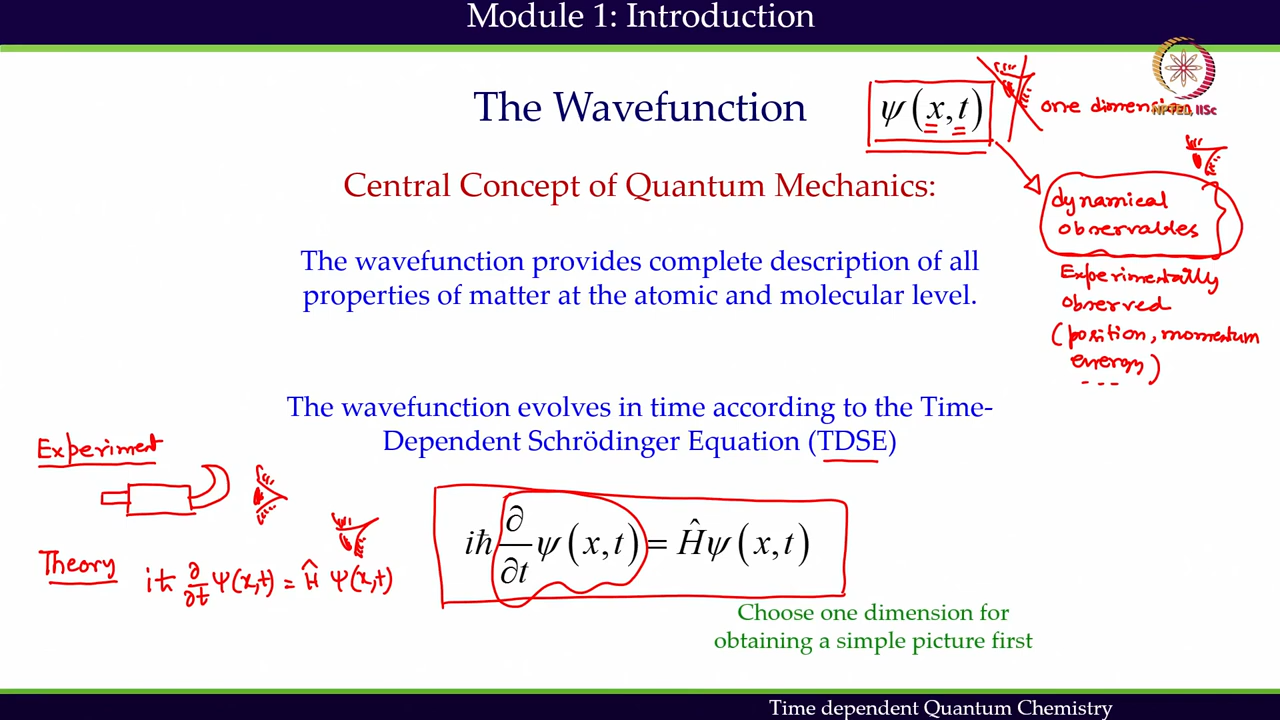 Module 1: Introduction
The Wavefunction
ψ(x,t)
one dimension
NPTEL, IISc
Central Concept of Quantum Mechanics:
dynamical
observables
The wavefunction provides complete description of all
properties of matter at the atomic and molecular level.
Experimentally
observed
(position, momentum
energy)
---
The wavefunction evolves in time according to the Time-
Dependent Schrödinger Equation (TDSE)
Experiment
iħ ∂/∂t ψ(x,t) = Ĥψ(x,t)
Theory
iħ ∂/∂t ψ(x,t) = Ĥ ψ(x,t)
Choose one dimension for
obtaining a simple picture first
Time dependent Quantum Chemistry